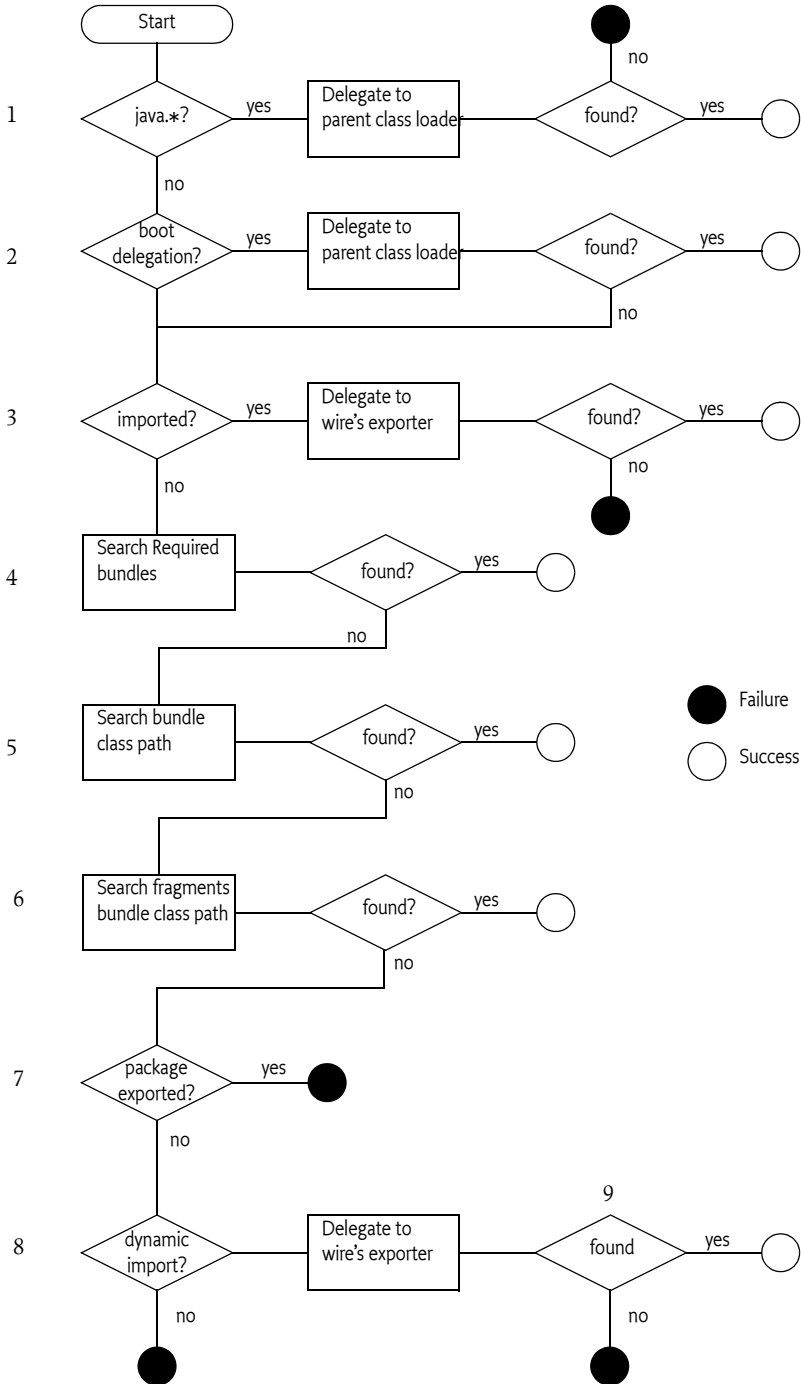 Start
no
1
java.*?
yes
Delegate to
parent class loader
found?
yes
no
2
boot
delegation?
yes
Delegate to
parent class loader
found?
yes
no
3
imported?
yes
Delegate to
wire's exporter
found?
yes
no
no
4
Search Required
bundles
found?
yes
no
5
Search bundle
class path
found?
yes
no
Failure
Success
6
Search fragments
bundle class path
found?
yes
no
7
package
exported?
yes
no
8
dynamic
import?
Delegate to
wire's exporter
9
found
yes
no
no